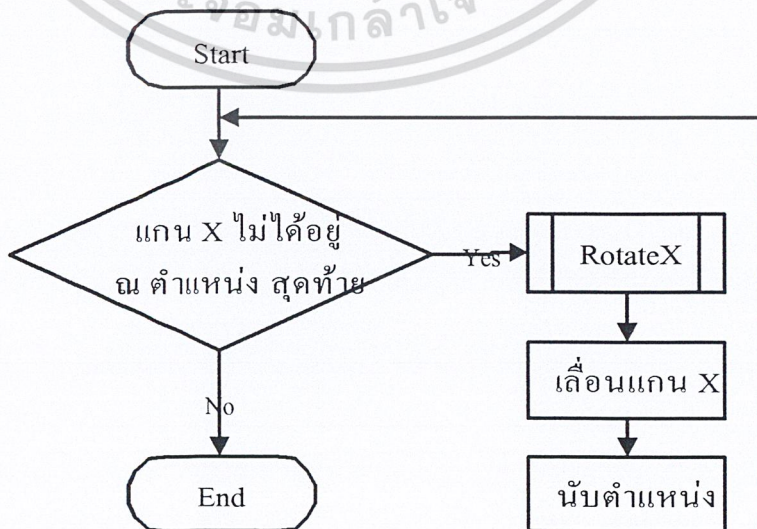 Start
แกน X ไม่ได้อยู่
ณ ตำแหน่ง สุดท้าย
Yes
RotateX
เลื่อนแกน X
No
End
นับตำแหน่ง